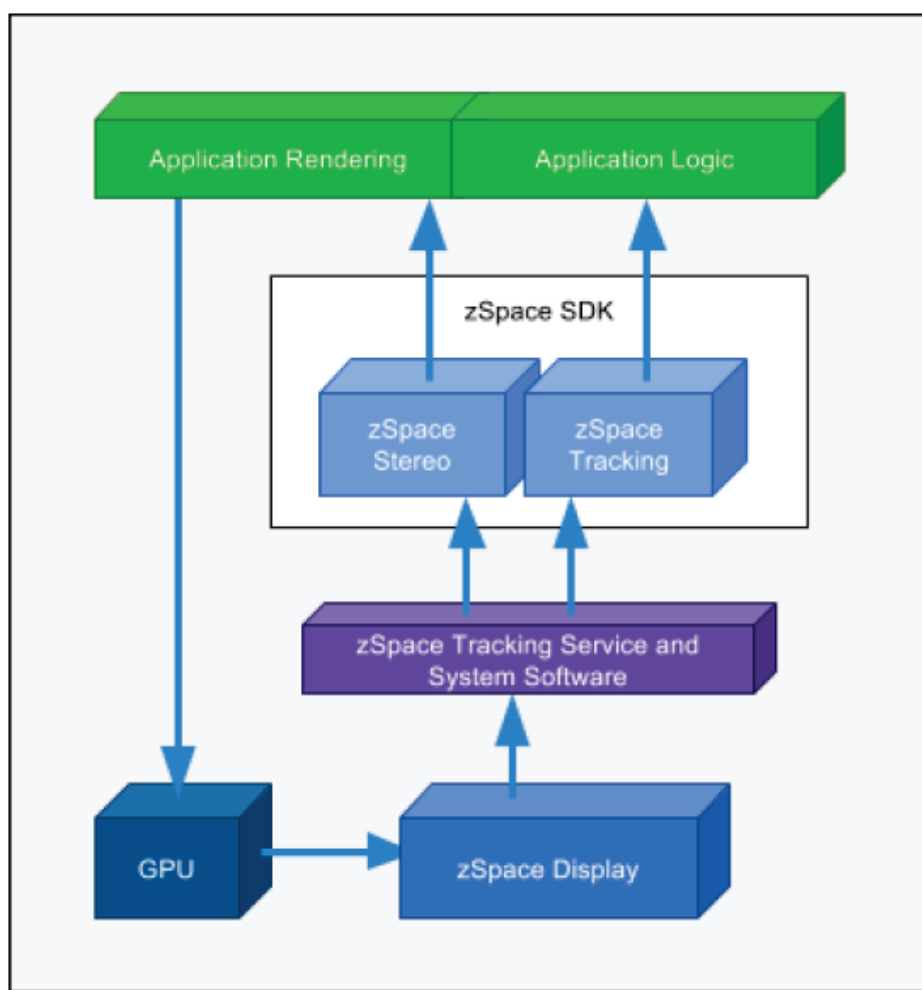 Application Rendering
Application Logic
zSpace SDK
zSpace
Stereo
zSpace
Tracking
zSpace Tracking Service and
System Software
GPU
zSpace Display